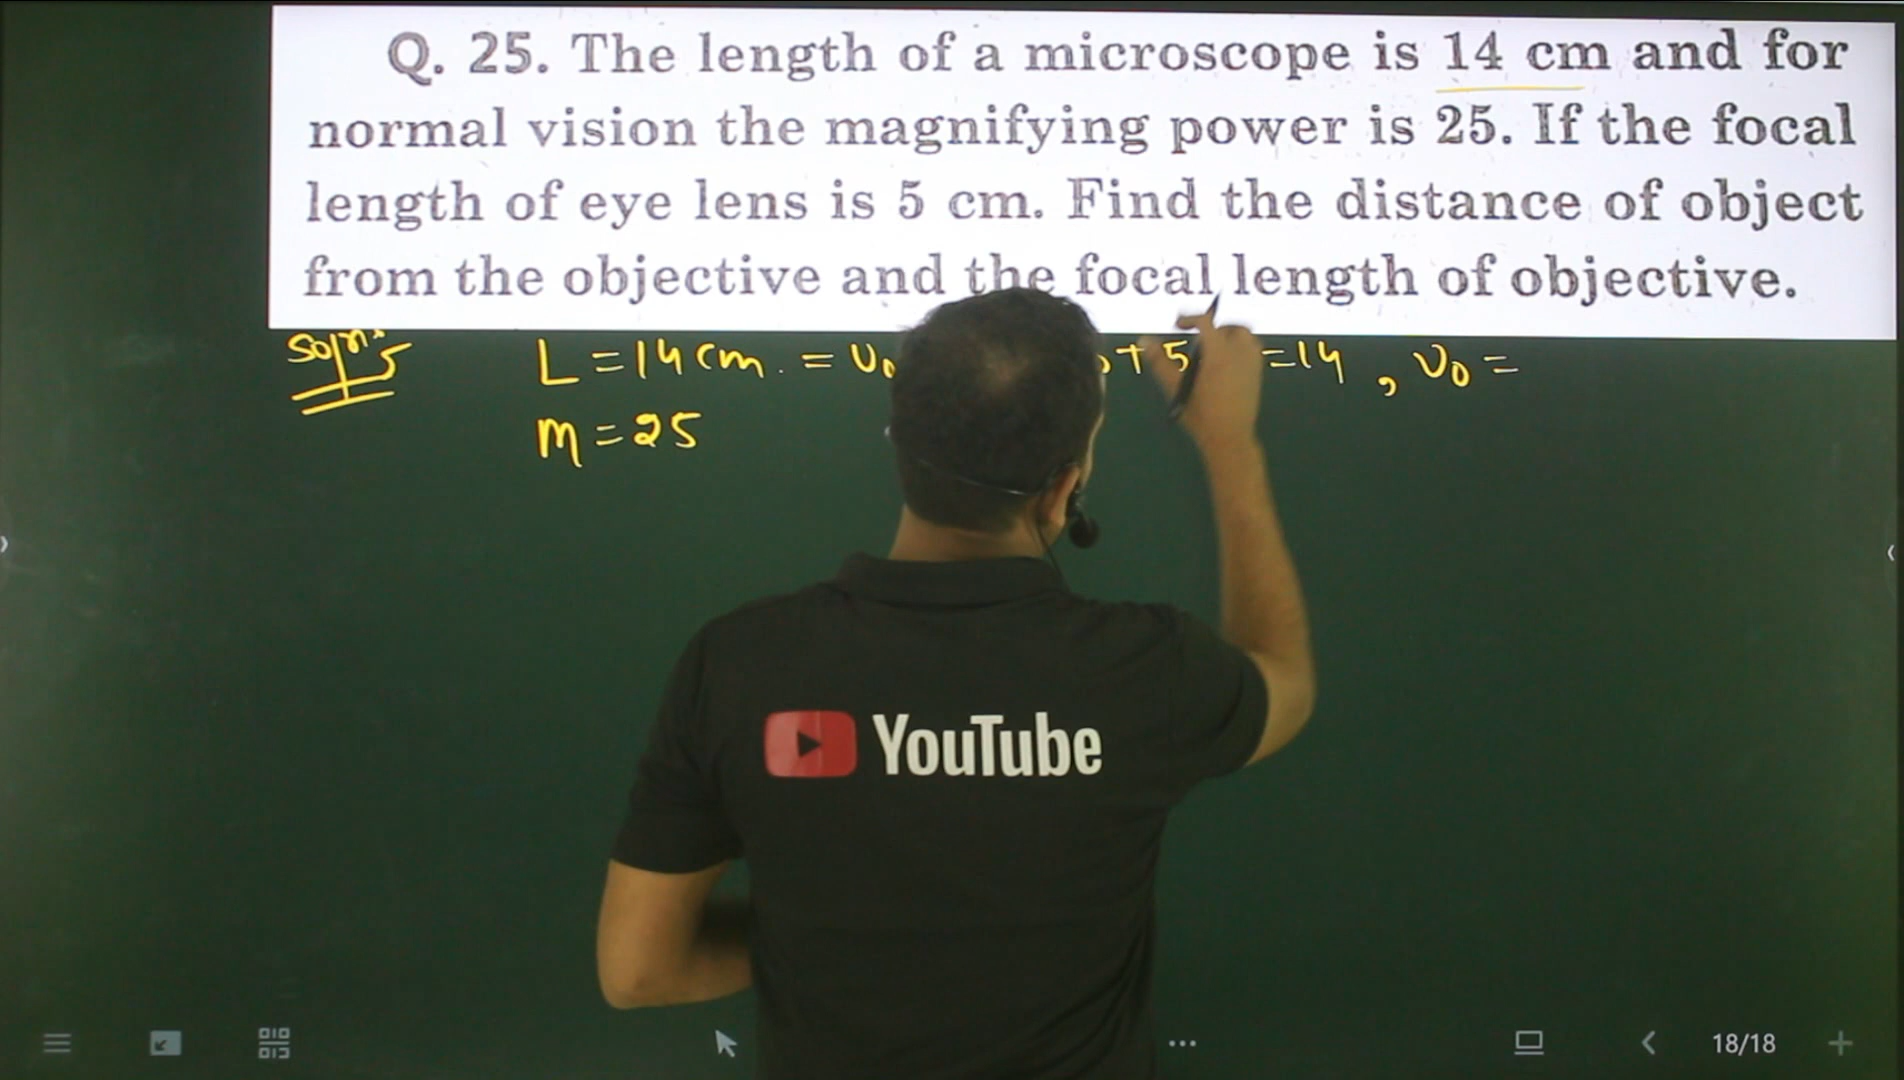 Q. 25. The length of a microscope is 14 cm and for
normal vision the magnifying power is 25. If the focal
length of eye lens is 5 cm. Find the distance of object
from the objective and the focal length of objective.
Soln:
L = 14 cm. = v₀ + 5 = 14 , v₀ =
m = 25
YouTube
18/18